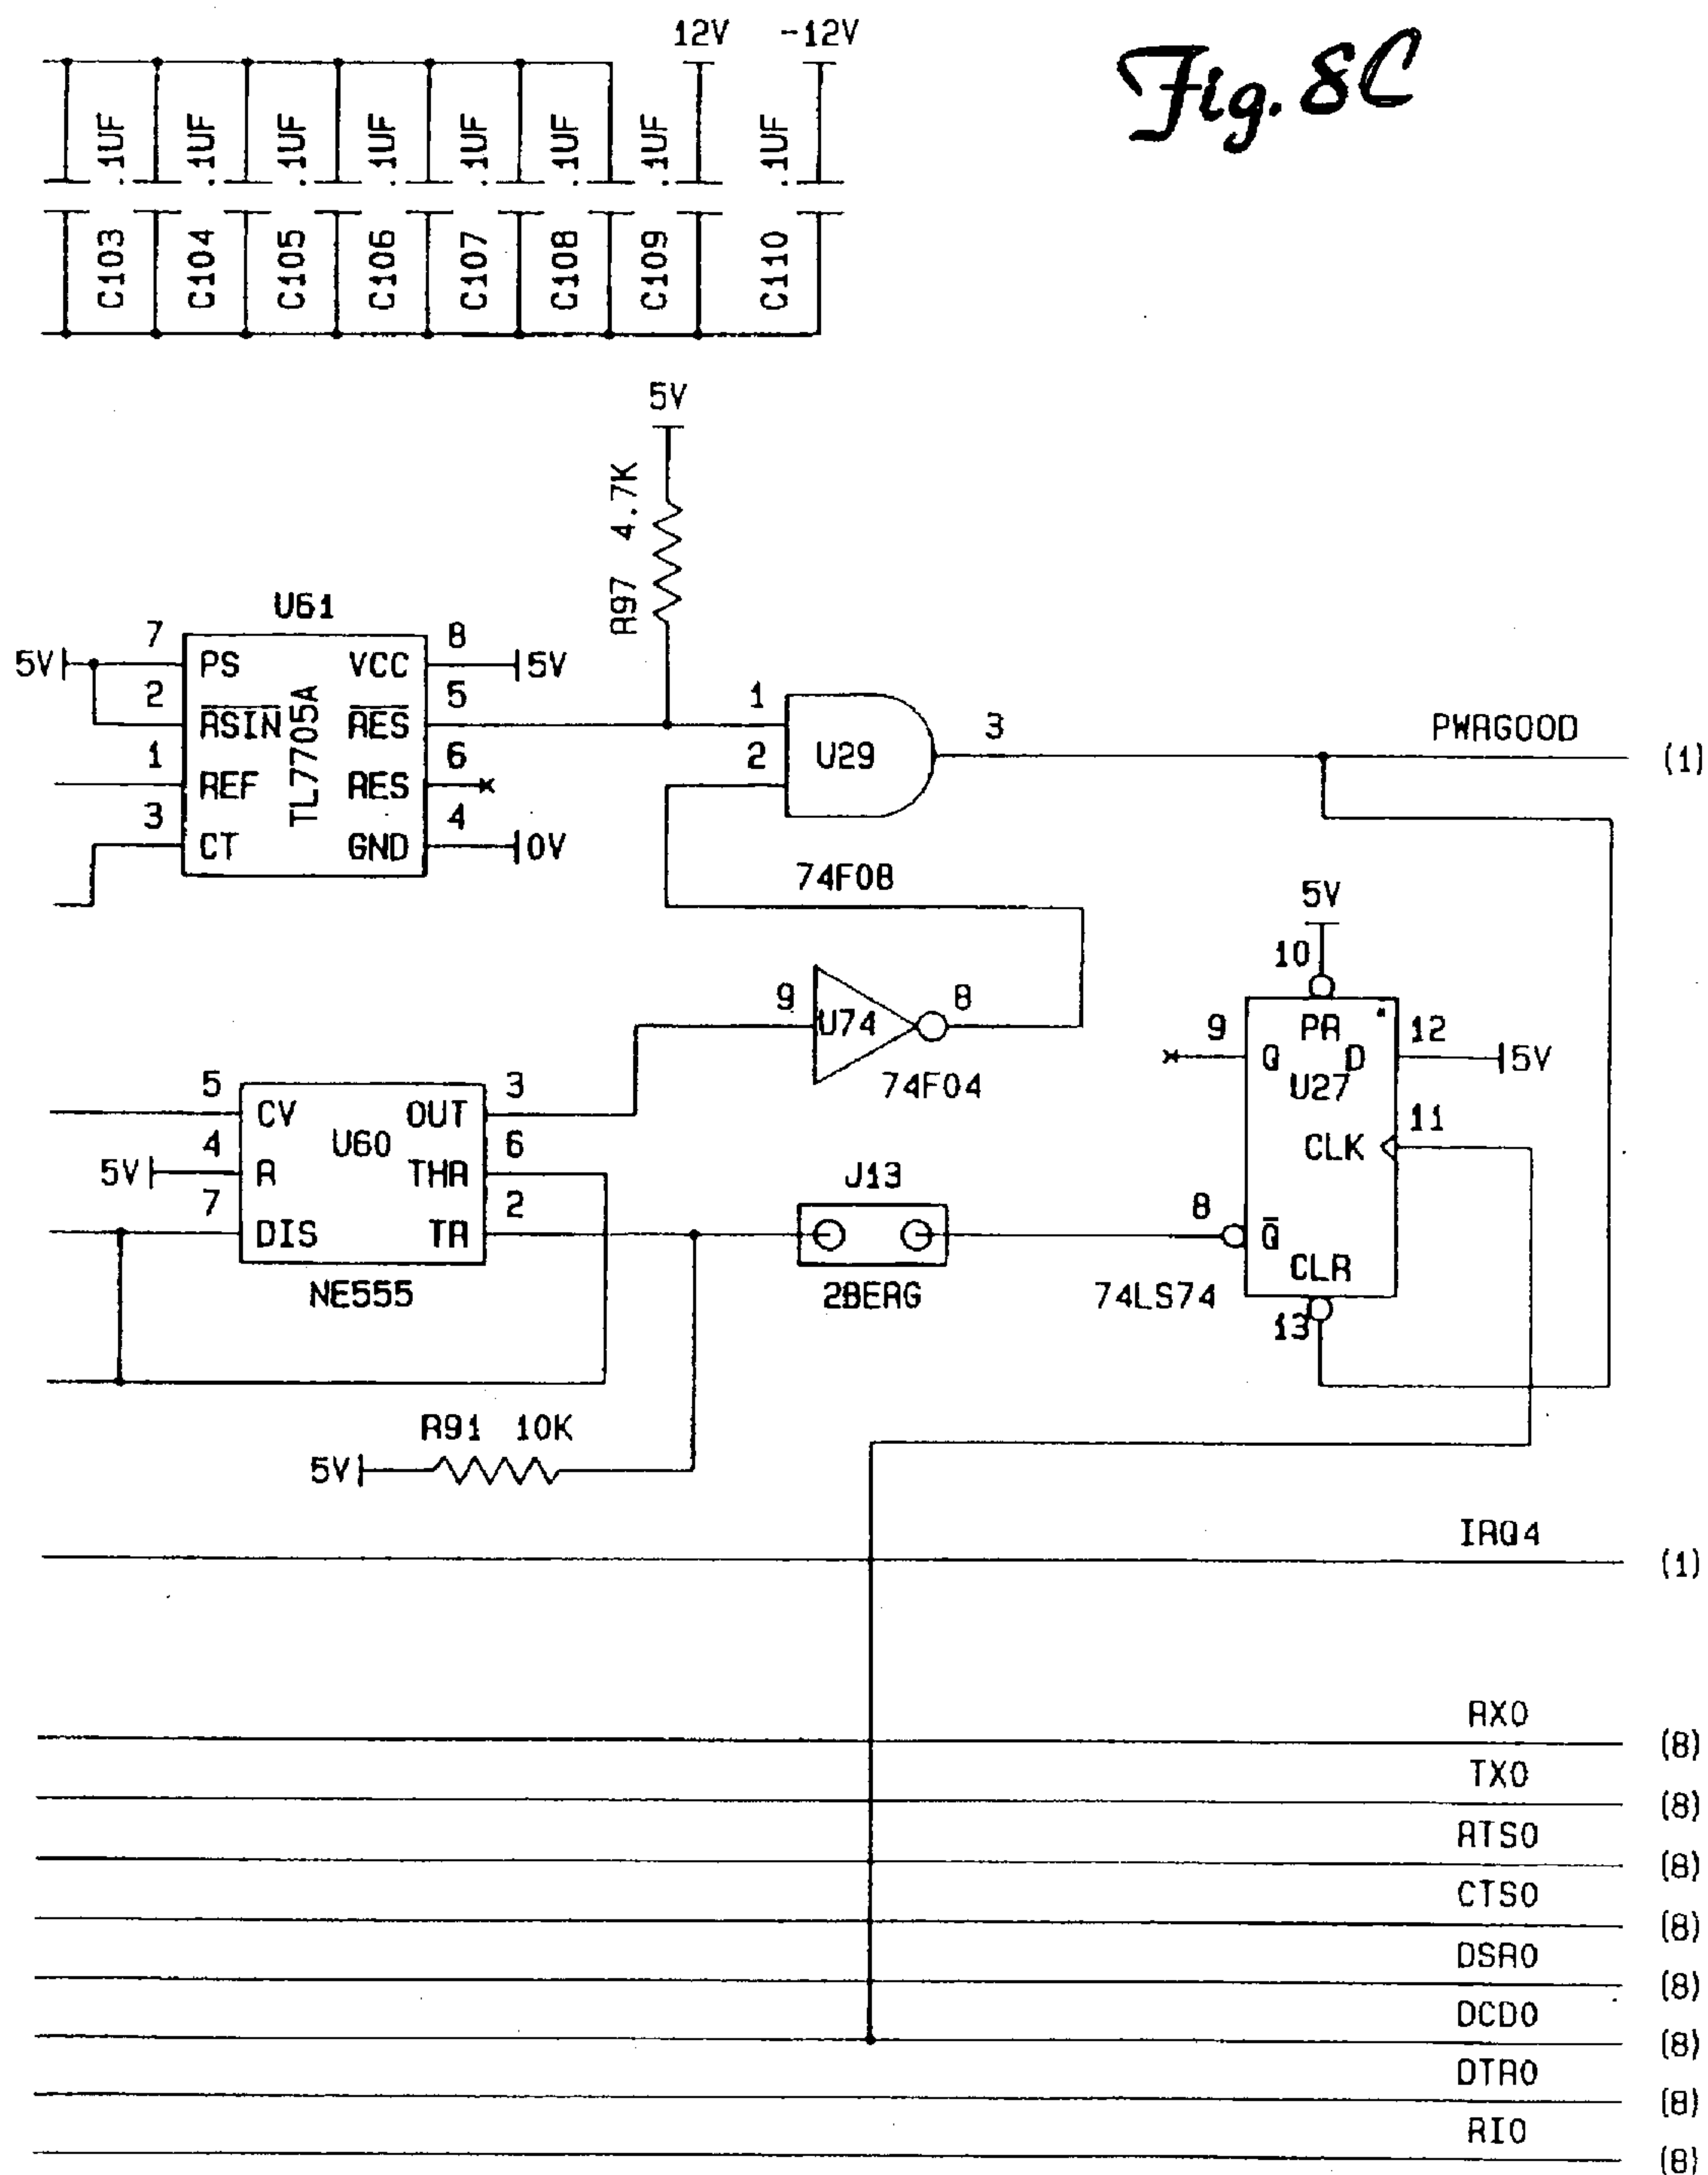 Fig. 8C
12V -12V
.1UF .1UF .1UF .1UF .1UF .1UF .1UF .1UF
C103 C104 C105 C106 C107 C108 C109 C110
5V
R97 4.7K
U61
5V 7 PS VCC 8 5V
2 RSIN RES 5
1 REF RES 6
3 CT GND 4 0V
TL7705A
1
2 U29 3
PWRGOOD (1)
74F08
5V
10
9 U74 8
74F04
9 Q PR D 12 5V
U27
CLK 11
8 Q
CLR
13
74LS74
5 CV OUT 3
U60
5V 4 R THR 6
7 DIS TR 2
NE555
J13
2BERG
R91 10K
5V
IRQ4 (1)
RX0 (8)
TX0 (8)
RTS0 (8)
CTS0 (8)
DSR0 (8)
DCD0 (8)
DTR0 (8)
RI0 (8)